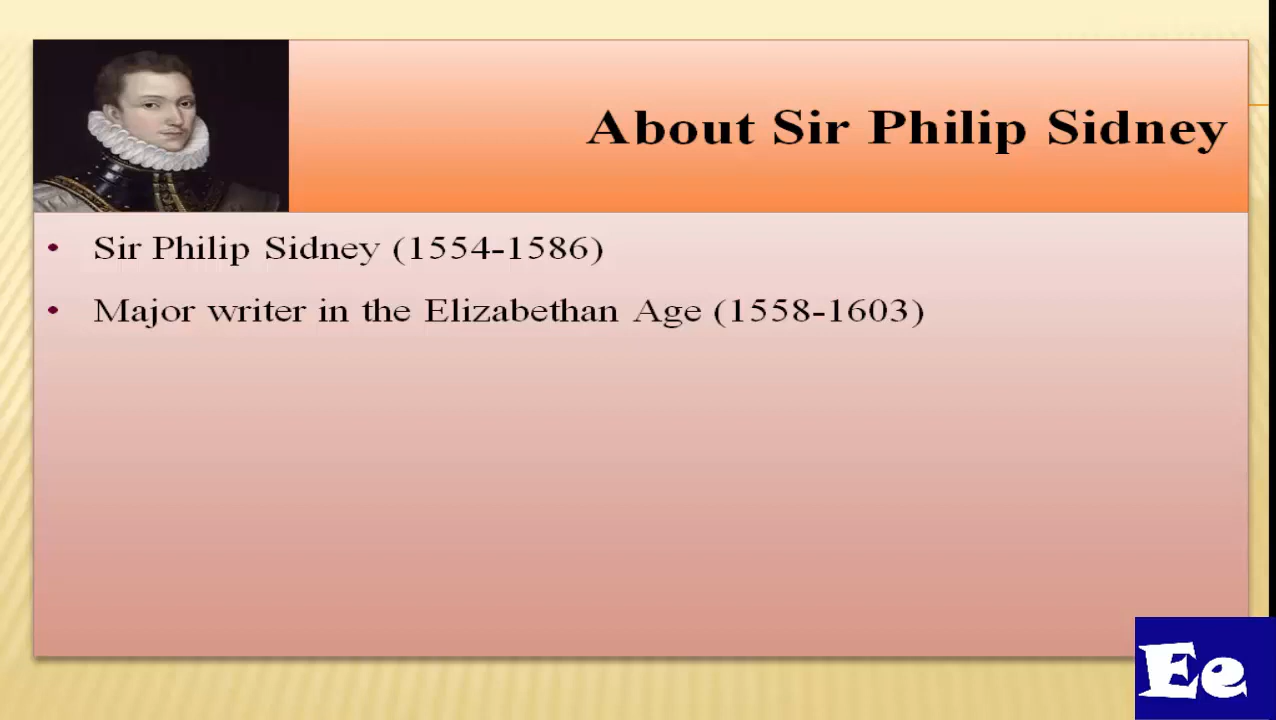 About Sir Philip Sidney
• Sir Philip Sidney (1554-1586)
• Major writer in the Elizabethan Age (1558-1603)
Ee